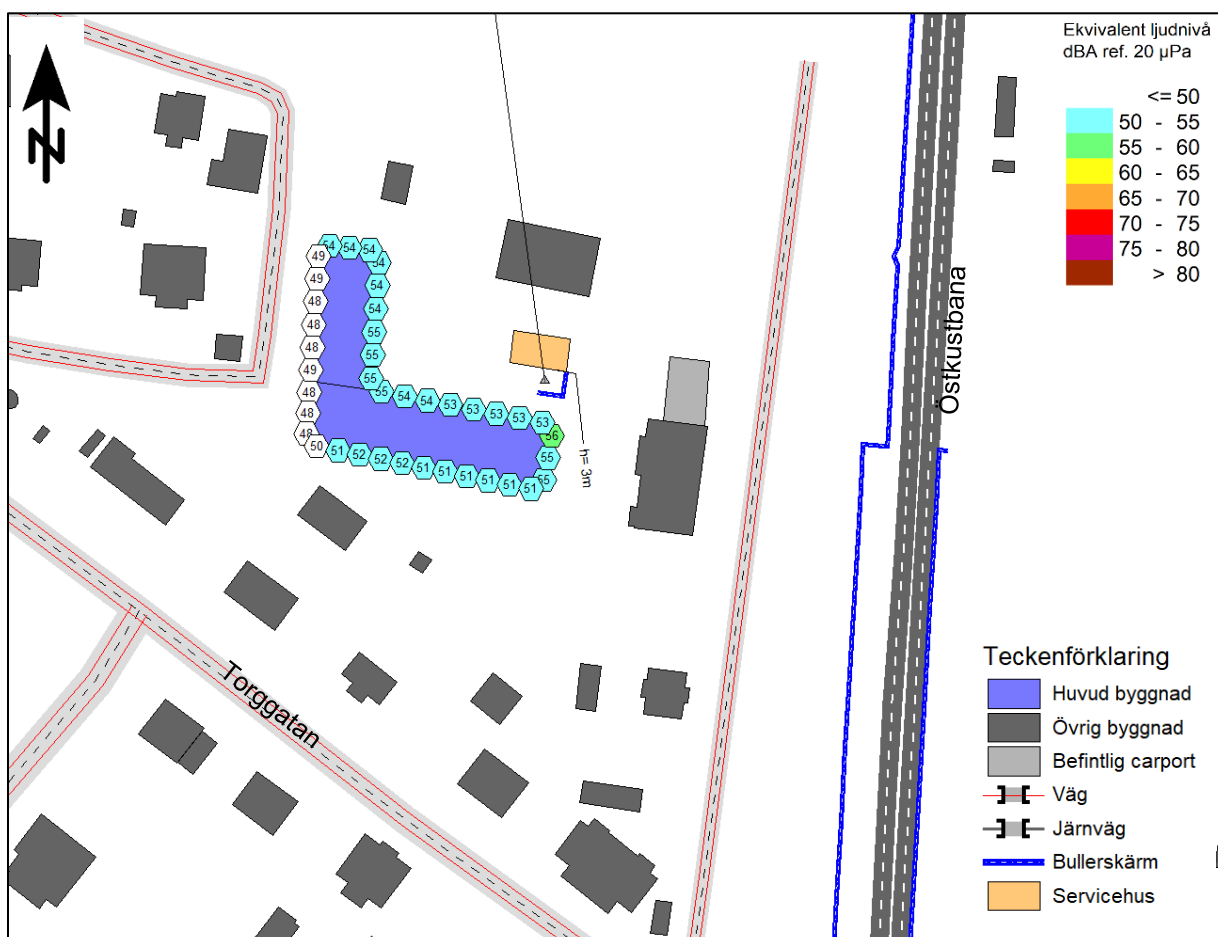 Ekvivalent ljudnivå
dBA ref. 20 µPa
<= 50
50 - 55
55 - 60
60 - 65
65 - 70
70 - 75
75 - 80
> 80
N
Östkustbana
54 54 54
49 54
49 54
48 54
48 55
48 55
49 55
48 55 54 54 53 53 53 53 53
48 56
48 55
50 51 52 52 52 51 51 51 51 51 51 55
h= 3m
Torggatan
Teckenförklaring
Huvud byggnad
Övrig byggnad
Befintlig carport
Väg
Järnväg
Bullerskärm
Servicehus